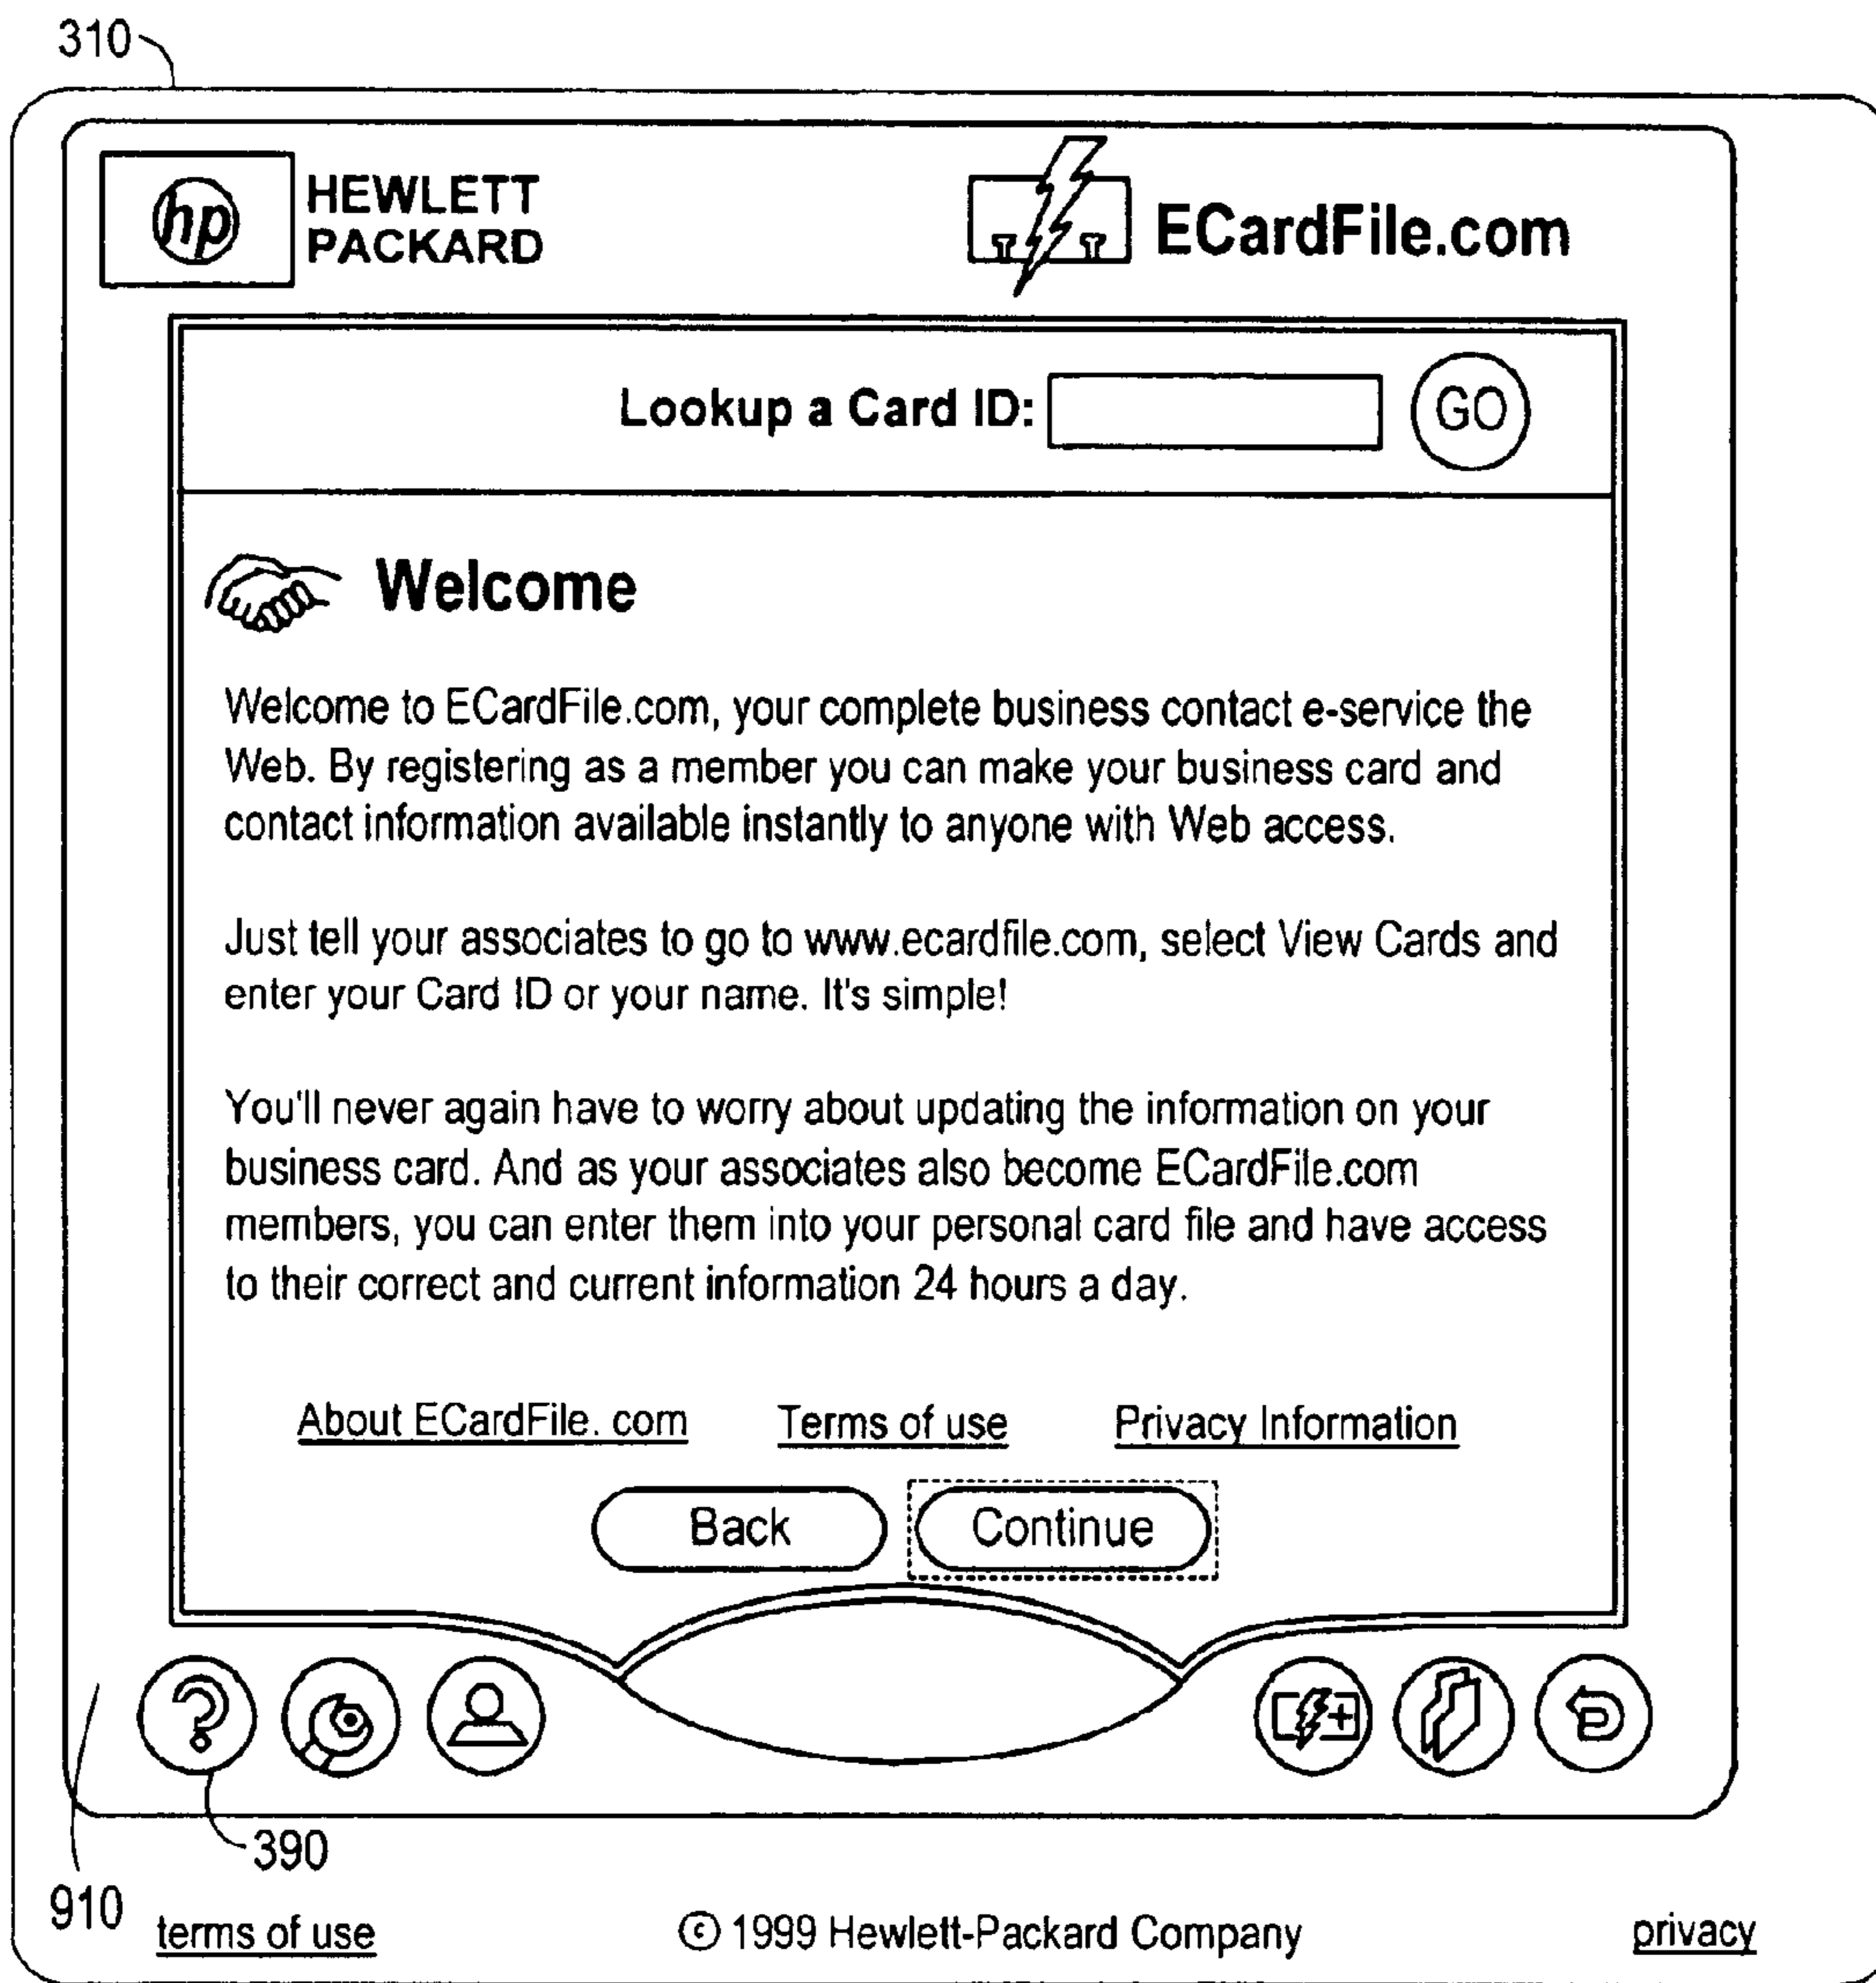 310
hp HEWLETT
PACKARD
ECardFile.com
Lookup a Card ID: GO
Welcome
Welcome to ECardFile.com, your complete business contact e-service the
Web. By registering as a member you can make your business card and
contact information available instantly to anyone with Web access.
Just tell your associates to go to www.ecardfile.com, select View Cards and
enter your Card ID or your name. It's simple!
You'll never again have to worry about updating the information on your
business card. And as your associates also become ECardFile.com
members, you can enter them into your personal card file and have access
to their correct and current information 24 hours a day.
About ECardFile. com Terms of use Privacy Information
Back Continue
?
390
910
terms of use © 1999 Hewlett-Packard Company privacy